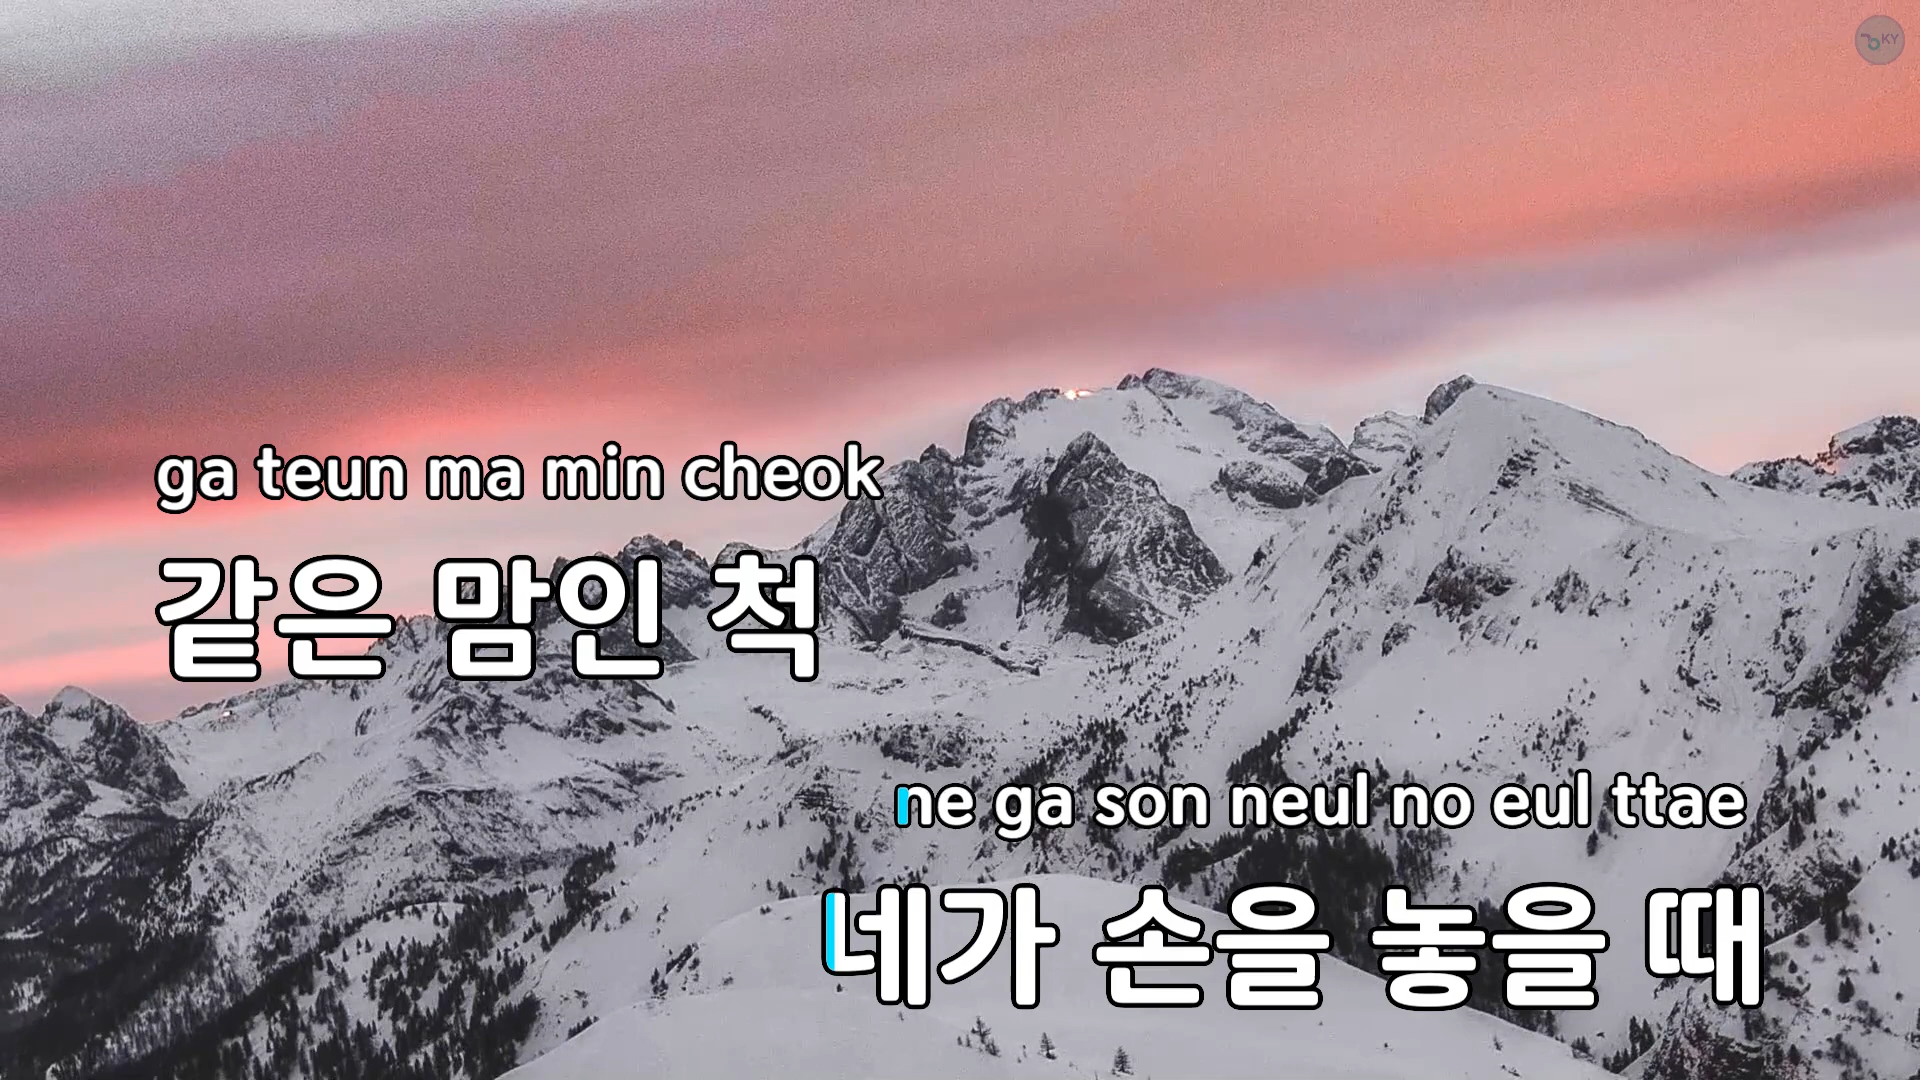 KY
ga teun ma min cheok
같은 맘인 척
ne ga son neul no eul ttae
네가 손을 놓을 때